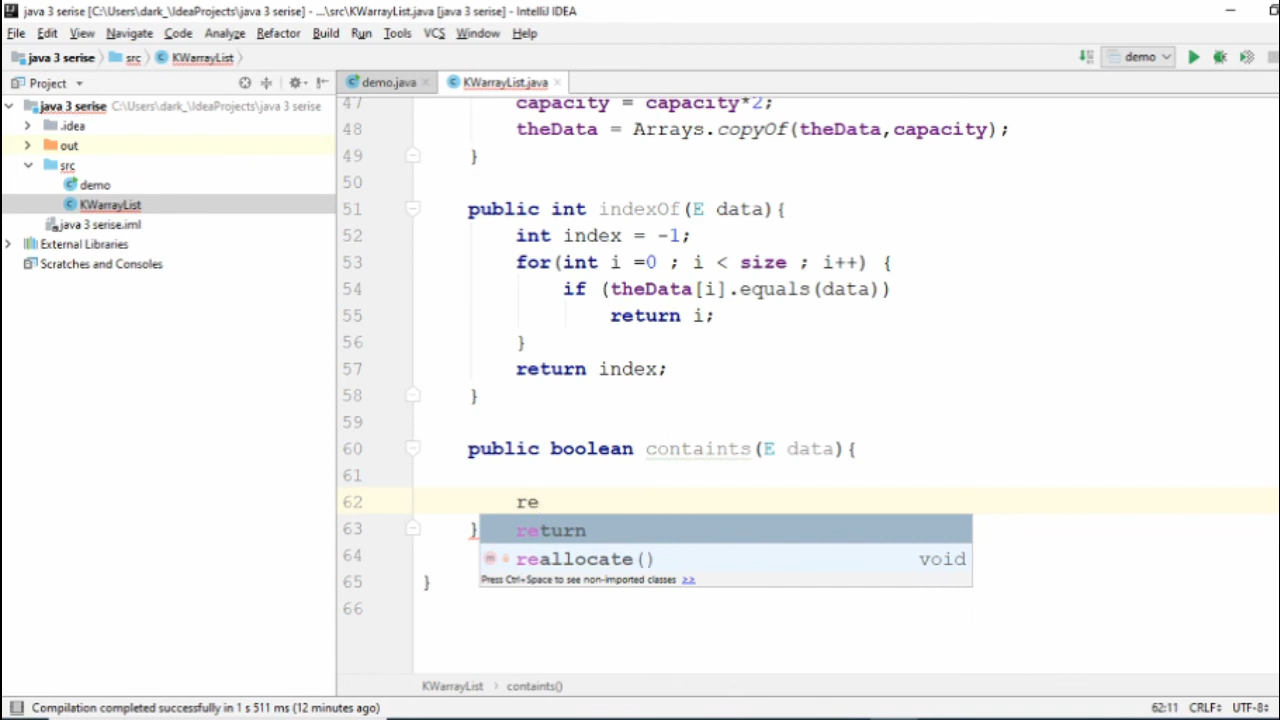 java 3 serise [C:\Users\dark_\IdeaProjects\java 3 serise] - ...\src\KWarrayList.java [java 3 serise] - IntelliJ IDEA
File Edit View Navigate Code Analyze Refactor Build Run Tools VCS Window Help
java 3 serise src KWarrayList demo
Project demo.java KWarrayList.java
java 3 serise C:\Users\dark_\IdeaProjects\java 3 serise
.idea
out
src
demo
KWarrayList
java 3 serise.iml
External Libraries
Scratches and Consoles
47 capacity = capacity*2;
48 theData = Arrays.copyOf(theData,capacity);
49 }
50
51 public int indexOf(E data){
52 int index = -1;
53 for(int i =0 ; i < size ; i++) {
54 if (theData[i].equals(data))
55 return i;
56 }
57 return index;
58 }
59
60 public boolean containts(E data){
61
62 re
63 }
return
reallocate() void
Press Ctrl+Space to see non-imported classes >>
64
65 }
66
KWarrayList containts()
Compilation completed successfully in 1 s 511 ms (12 minutes ago) 62:11 CRLF UTF-8